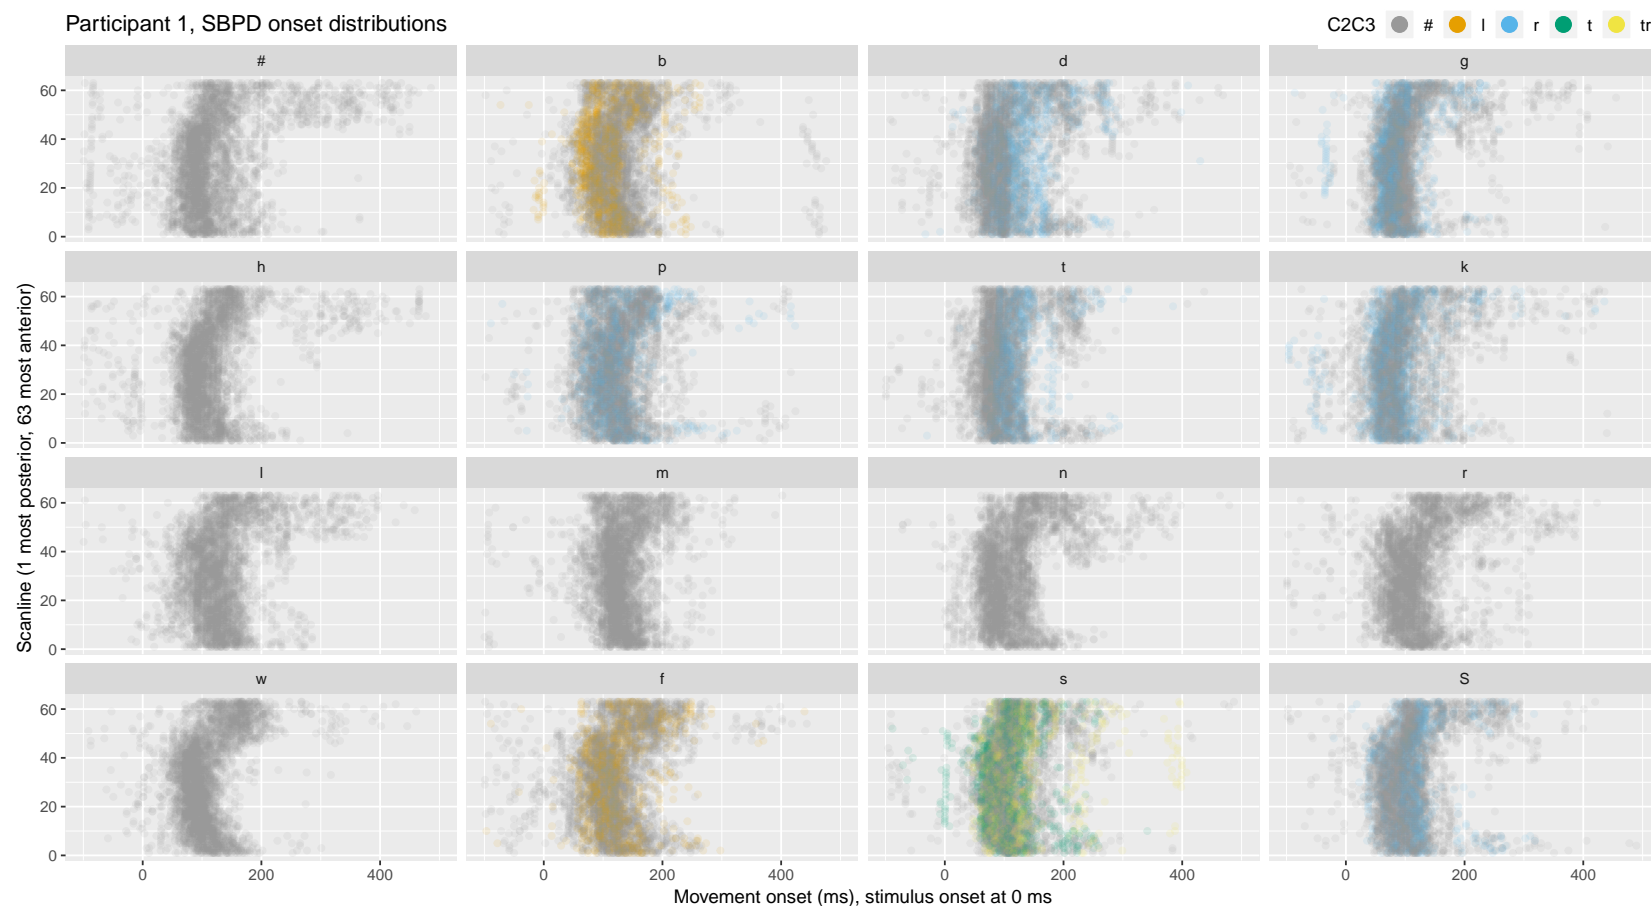 Participant 1, SBPD onset distributions
C2C3 # l r t tr
# b d g
60
40
20
0
h p t k
60
40
20
0
l m n r
60
40
20
0
w f s S
60
40
20
0
0 200 400 0 200 400 0 200 400 0 200 400
Movement onset (ms), stimulus onset at 0 ms
Scanline (1 most posterior, 63 most anterior)